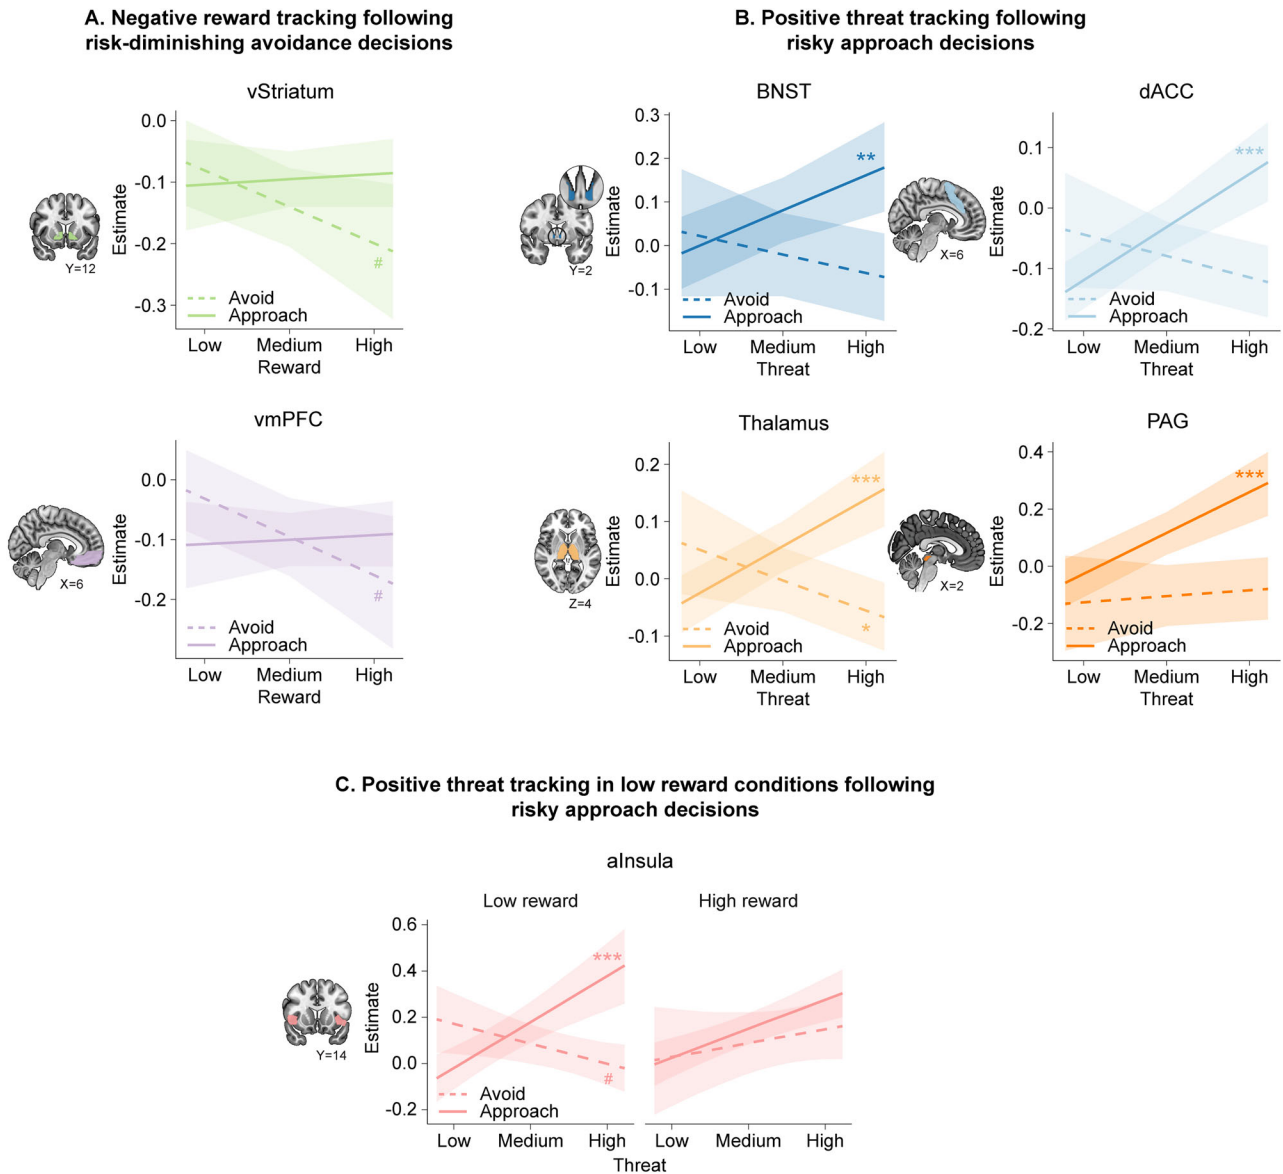 A. Negative reward tracking following
risk-diminishing avoidance decisions
vStriatum
0.0
-0.1
-0.2
-0.3
Estimate
Y=12
#
Avoid
Approach
Low Medium High
Reward
vmPFC
0.0
-0.1
-0.2
Estimate
X=6
#
Avoid
Approach
Low Medium High
Reward
B. Positive threat tracking following
risky approach decisions
BNST
0.3
0.2
0.1
0.0
-0.1
Estimate
Y=2
**
Avoid
Approach
Low Medium High
Threat
dACC
0.1
0.0
-0.1
-0.2
Estimate
X=6
***
Avoid
Approach
Low Medium High
Threat
Thalamus
0.2
0.1
0.0
-0.1
Estimate
Z=4
***
*
Avoid
Approach
Low Medium High
Threat
PAG
0.4
0.2
0.0
-0.2
Estimate
X=2
***
Avoid
Approach
Low Medium High
Threat
C. Positive threat tracking in low reward conditions following
risky approach decisions
aInsula
Low reward High reward
0.6
0.4
0.2
0.0
-0.2
Estimate
Y=14
***
#
Avoid
Approach
Low Medium High Low Medium High
Threat